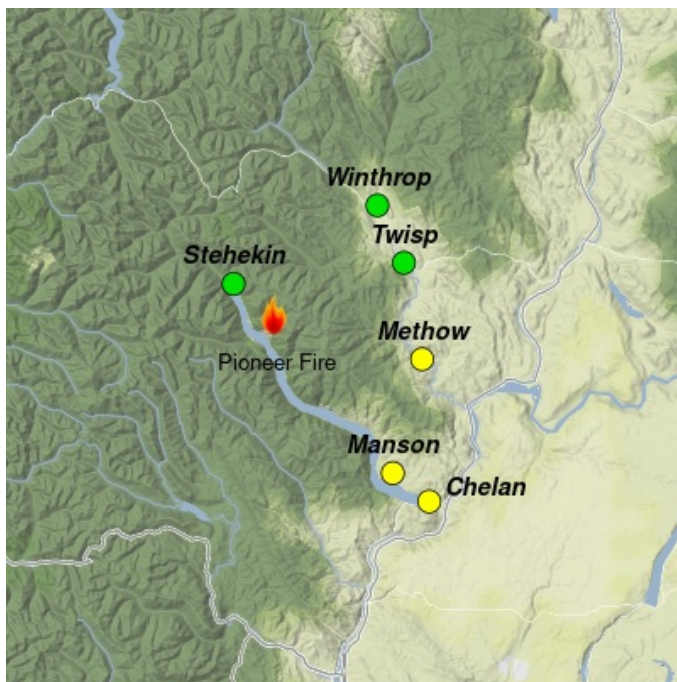 Winthrop
Twisp
Stehekin
Methow
Pioneer Fire
Manson
Chelan